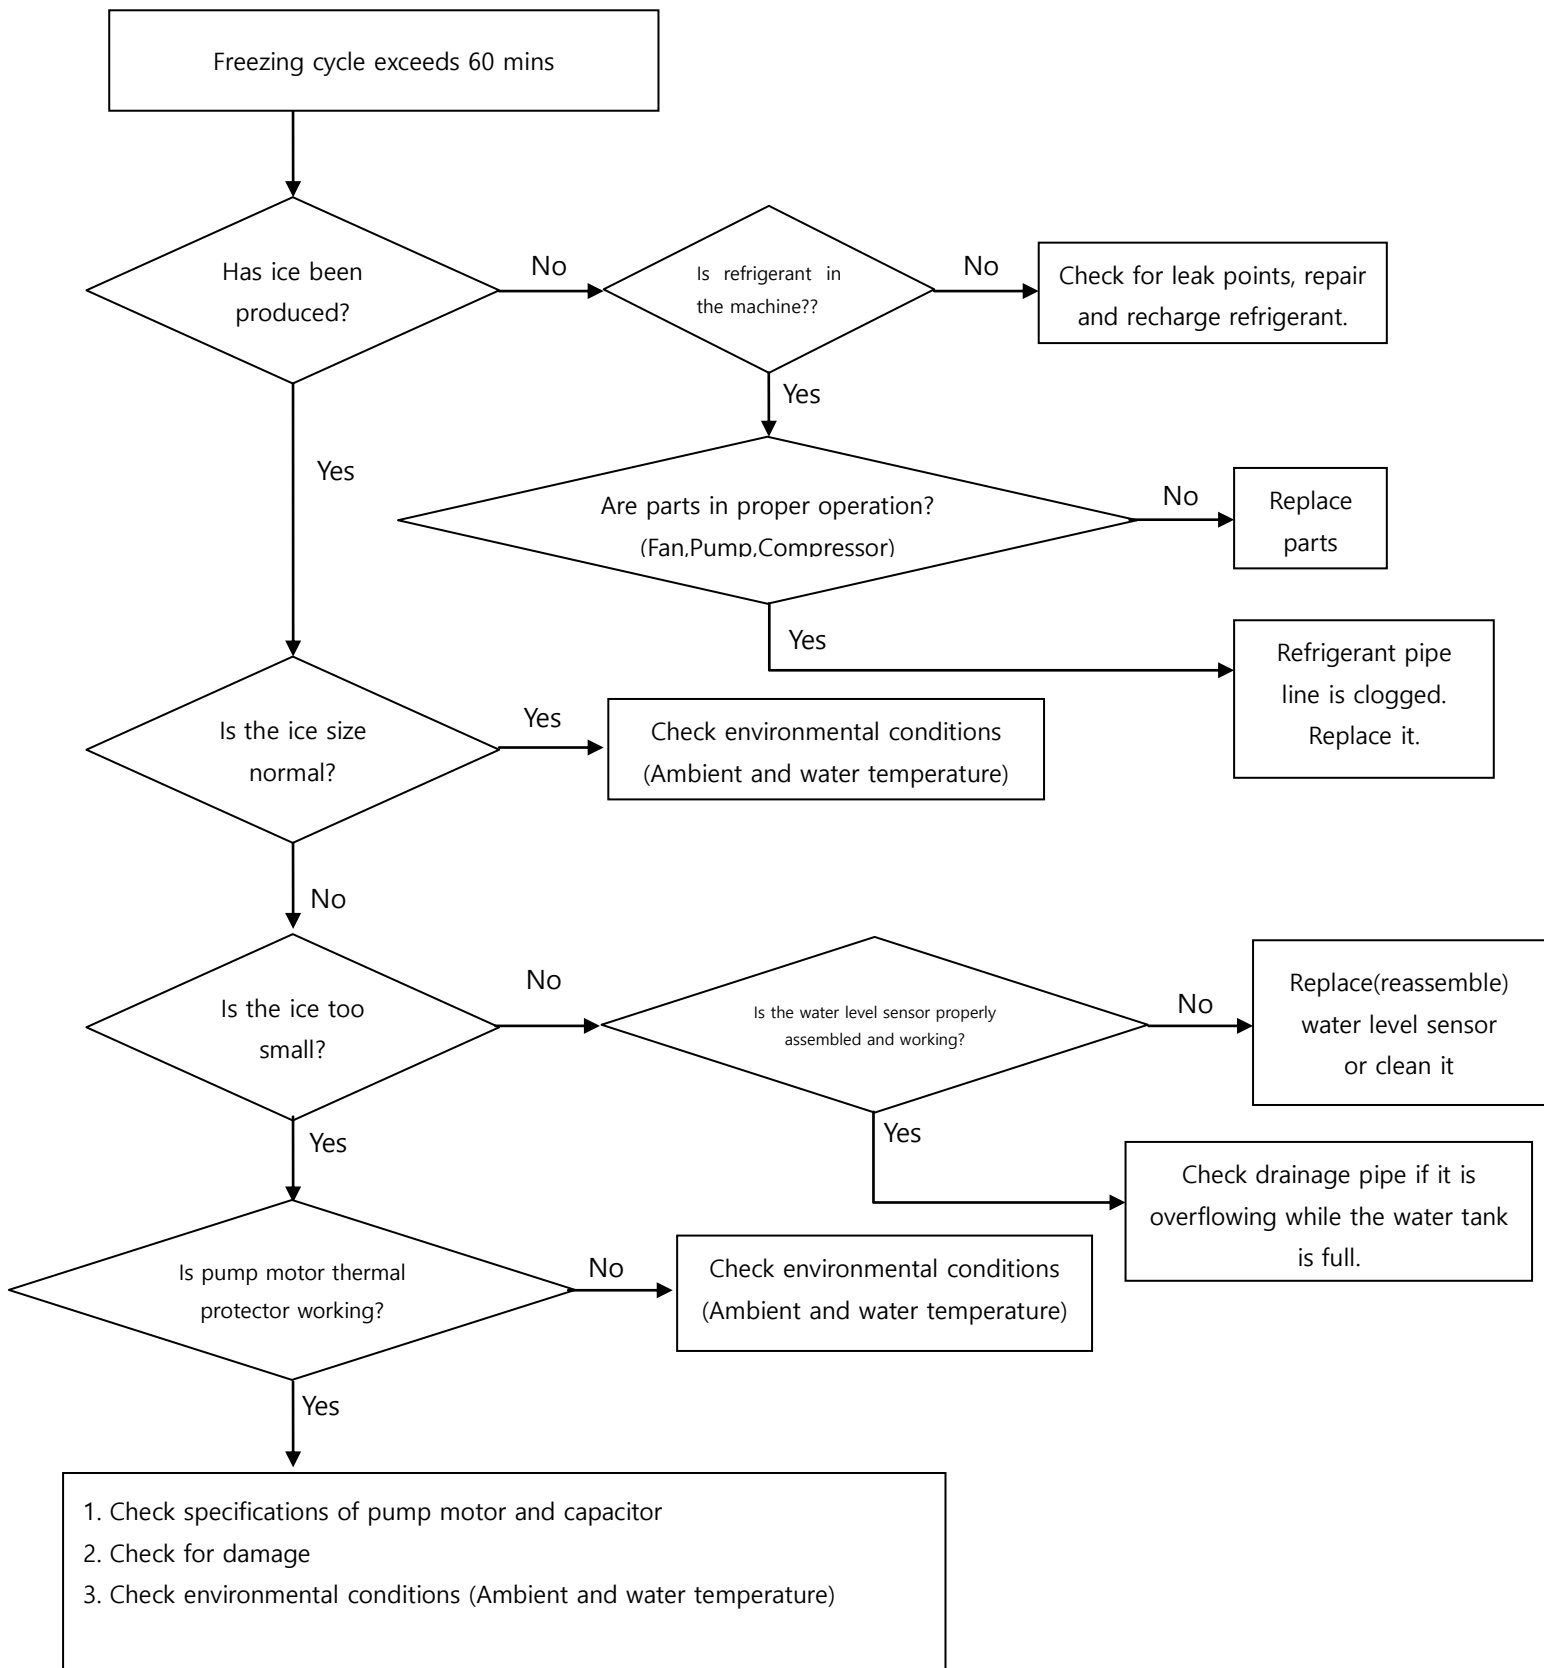 Freezing cycle exceeds 60 mins
Has ice been
produced?
No
Is refrigerant in
the machine??
No
Check for leak points, repair
and recharge refrigerant.
Yes
Yes
Are parts in proper operation?
(Fan,Pump,Compressor)
No
Replace
parts
Yes
Refrigerant pipe
line is clogged.
Replace it.
Is the ice size
normal?
Yes
Check environmental conditions
(Ambient and water temperature)
No
Is the ice too
small?
No
Is the water level sensor properly
assembled and working?
No
Replace(reassemble)
water level sensor
or clean it
Yes
Yes
Check drainage pipe if it is
overflowing while the water tank
is full.
Is pump motor thermal
protector working?
No
Check environmental conditions
(Ambient and water temperature)
Yes
1. Check specifications of pump motor and capacitor
2. Check for damage
3. Check environmental conditions (Ambient and water temperature)